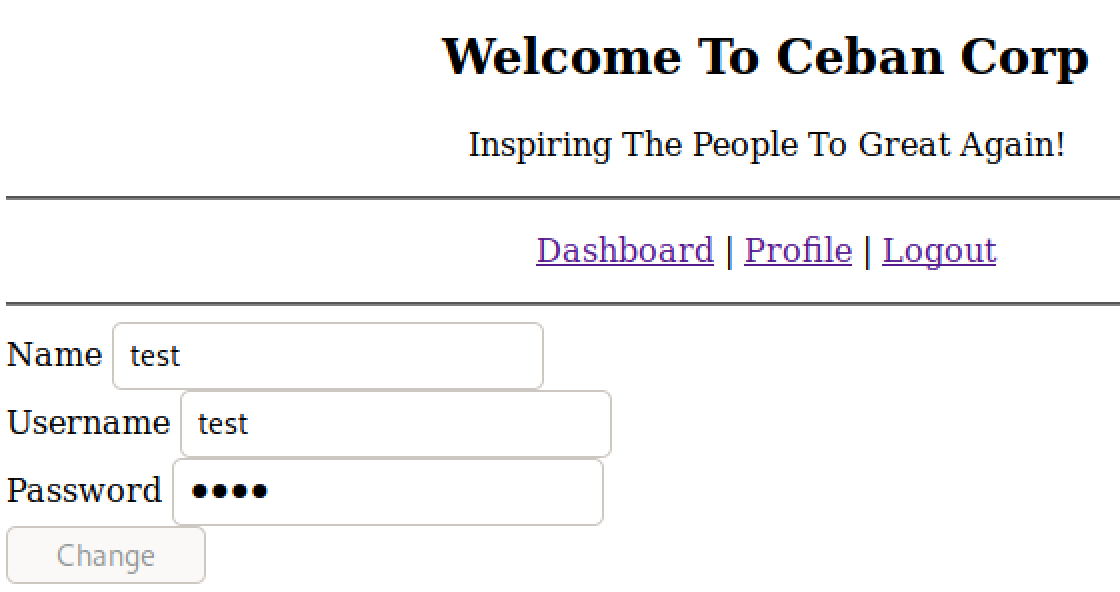 Welcome To Ceban Corp
Inspiring The People To Great Again!
Dashboard | Profile | Logout
Name test
Username test
Password ●●●●
Change